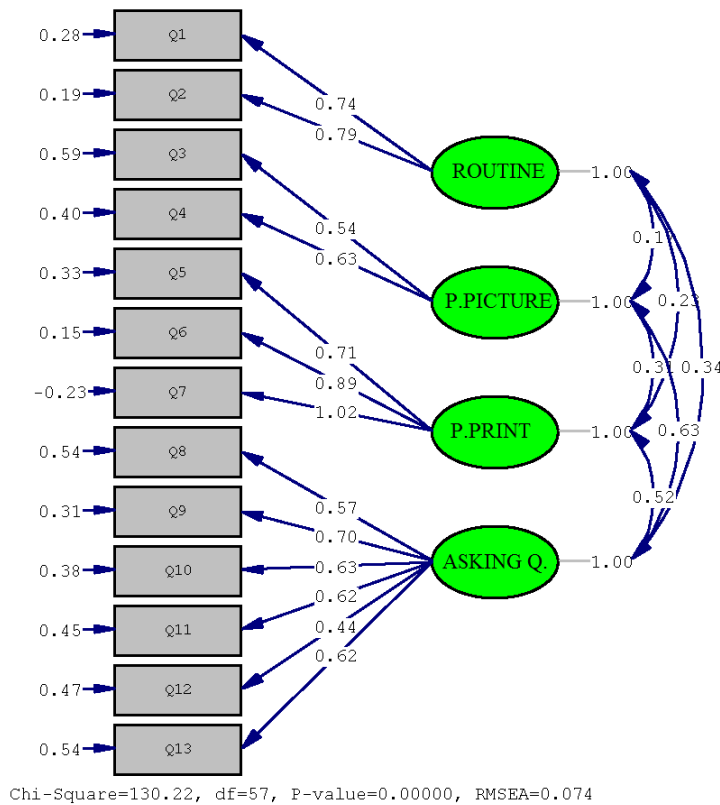 0.28 Q1
0.19 Q2
0.74
0.79
0.59 Q3
ROUTINE 1.00
0.40 Q4
0.54
0.63
0.1
0.33 Q5
P.PICTURE 1.00 0.23
0.15 Q6
0.71
0.89
0.31 0.34
-0.23 Q7
1.02
P.PRINT 1.00 0.63
0.54 Q8
0.57
0.52
0.31 Q9
0.70
0.38 Q10
0.63
ASKING Q. 1.00
0.62
0.45 Q11
0.44
0.47 Q12
0.62
0.54 Q13
Chi-Square=130.22, df=57, P-value=0.00000, RMSEA=0.074